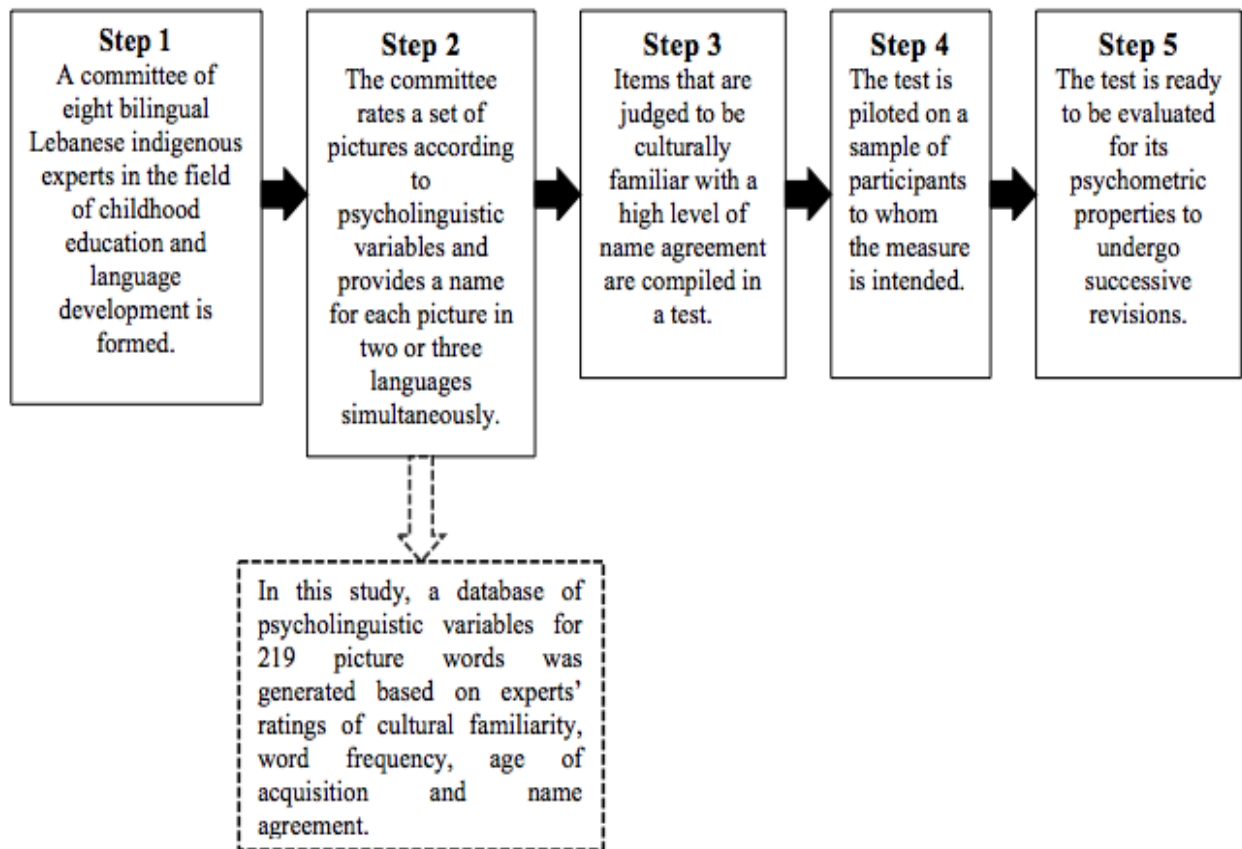 Step 1
A committee of
eight bilingual
Lebanese indigenous
experts in the field
of childhood
education and
language
development is
formed.
Step 2
The committee
rates a set of
pictures according
to
psycholinguistic
variables and
provides a name
for each picture in
two or three
languages
simultaneously.
Step 3
Items that are
judged to be
culturally
familiar with a
high level of
name agreement
are compiled in
a test.
Step 4
The test is
piloted on a
sample of
participants
to whom
the measure
is intended.
Step 5
The test is ready
to be evaluated
for its
psychometric
properties to
undergo
successive
revisions.
In this study, a database of
psycholinguistic variables for
219 picture words was
generated based on experts’
ratings of cultural familiarity,
word frequency, age of
acquisition and name
agreement.